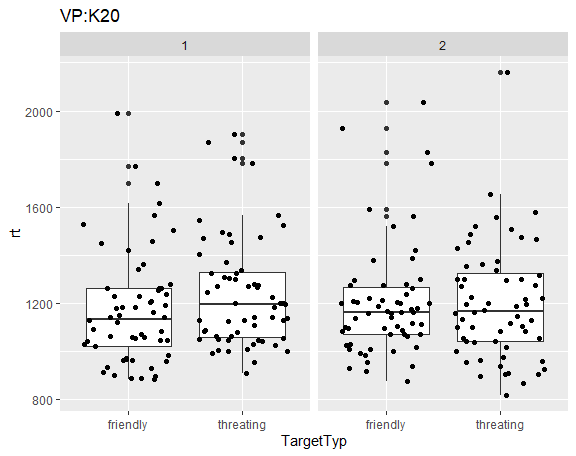 VP:K20
1 2
2000
1600
1200
800
rt
friendly threating friendly threating
TargetTyp